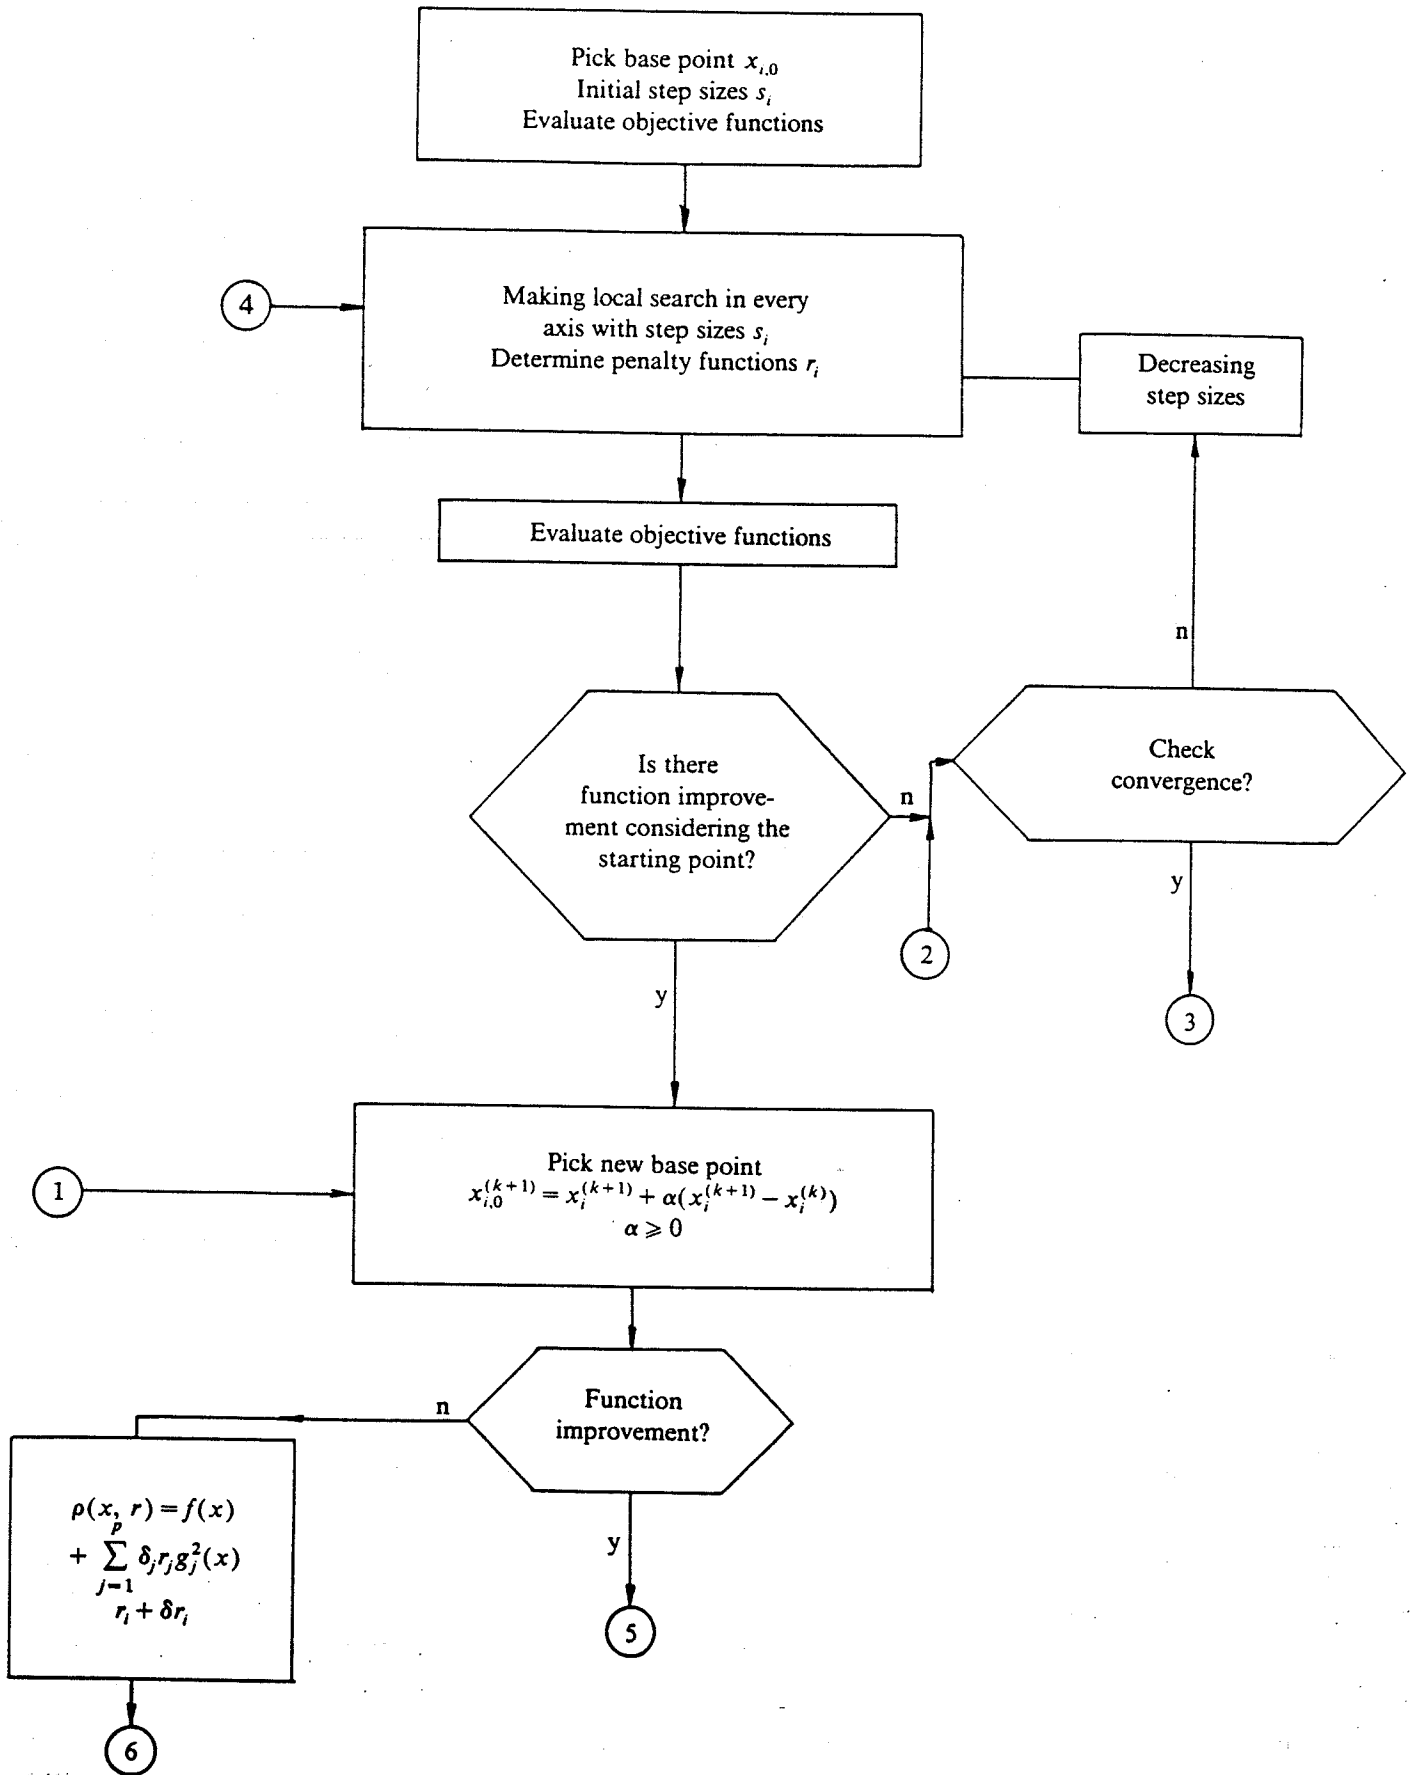 Pick base point x_{i,0}
Initial step sizes s_i
Evaluate objective functions
4
Making local search in every
axis with step sizes s_i
Determine penalty functions r_i
Decreasing
step sizes
Evaluate objective functions
n
Is there
function improve-
ment considering the
starting point?
n
Check
convergence?
y
2
3
y
1
Pick new base point
x_{i,0}^{(k+1)} = x_i^{(k+1)} + α(x_i^{(k+1)} − x_i^{(k)})
α ⩾ 0
n
Function
improvement?
ρ(x, r) = f(x)
+ ∑_{j=1}^{p} δ_j r_j g_j^2(x)
r_i + δr_i
y
5
6